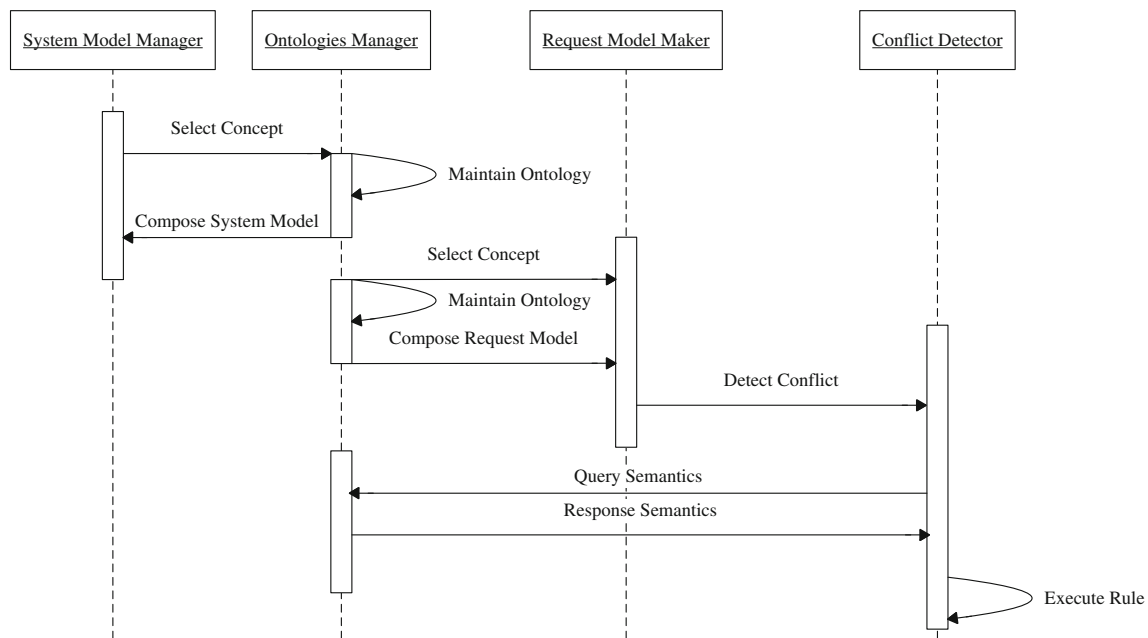 System Model Manager
Ontologies Manager
Request Model Maker
Conflict Detector
Select Concept
Maintain Ontology
Compose System Model
Select Concept
Maintain Ontology
Compose Request Model
Detect Conflict
Query Semantics
Response Semantics
Execute Rule